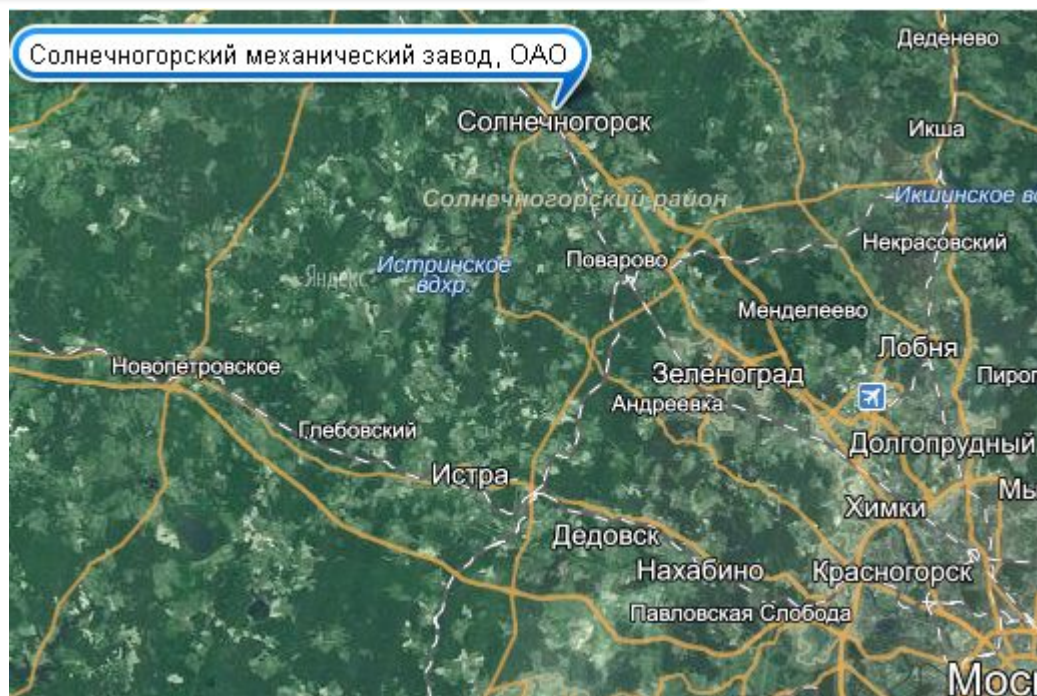 Солнечногорский механический завод, ОАО
Деденево
Солнечногорск
Икша
Солнечногорский район
Икшинское во
Некрасовский
Поварово
Истринское
вдхр.
Яндекс
Менделеево
Лобня
Новопетровское
Зеленоград
Пирог
Андреевка
Глебовский
Долгопрудный
Истра
Мы
Химки
Дедовск
Нахабино
Красногорск
Павловская Слобода
Моск